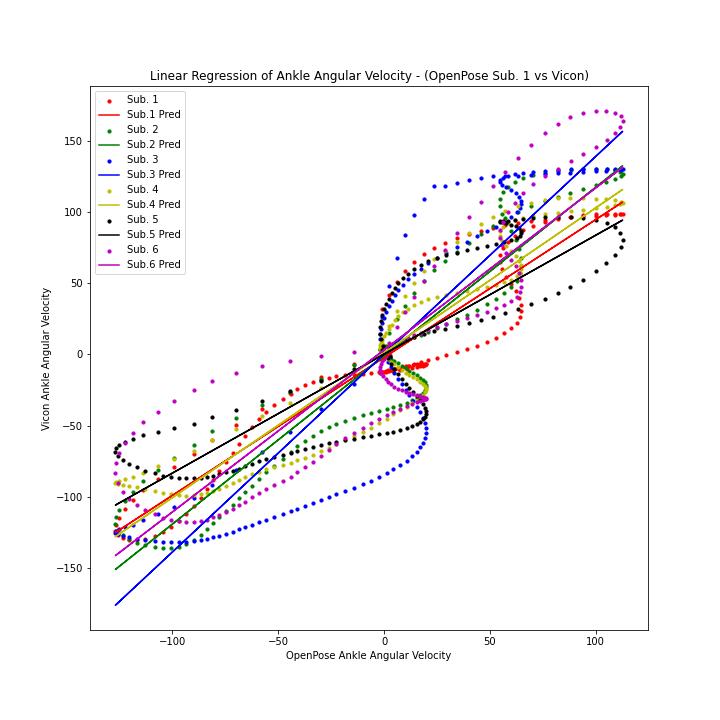 Linear Regression of Ankle Angular Velocity - (OpenPose Sub. 1 vs Vicon)
Sub. 1
Sub.1 Pred
Sub. 2
Sub.2 Pred
Sub. 3
Sub.3 Pred
Sub. 4
Sub.4 Pred
Sub. 5
Sub.5 Pred
Sub. 6
Sub.6 Pred
Vicon Ankle Angular Velocity
150
100
50
0
−50
−100
−150
−100
−50
0
50
100
OpenPose Ankle Angular Velocity